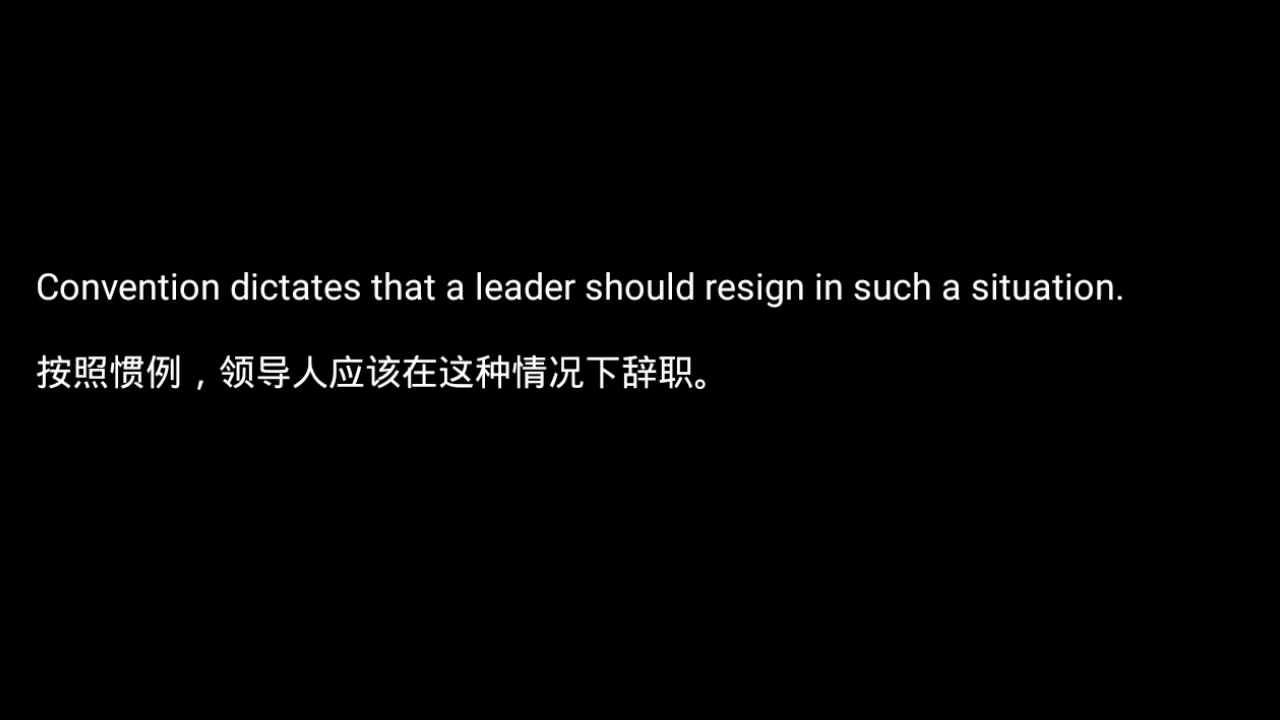 Convention dictates that a leader should resign in such a situation.
按照惯例，领导人应该在这种情况下辞职。